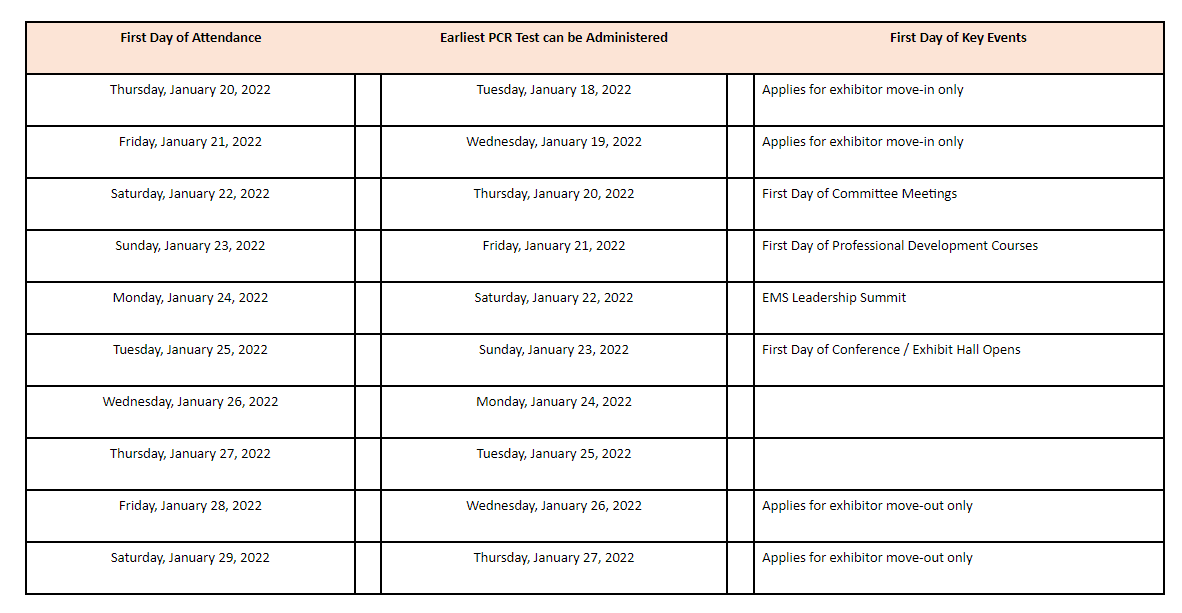 First Day of Attendance Earliest PCR Test can be Administered First Day of Key Events
Thursday, January 20, 2022 Tuesday, January 18, 2022 Applies for exhibitor move-in only
Friday, January 21, 2022 Wednesday, January 19, 2022 Applies for exhibitor move-in only
Saturday, January 22, 2022 Thursday, January 20, 2022 First Day of Committee Meetings
Sunday, January 23, 2022 Friday, January 21, 2022 First Day of Professional Development Courses
Monday, January 24, 2022 Saturday, January 22, 2022 EMS Leadership Summit
Tuesday, January 25, 2022 Sunday, January 23, 2022 First Day of Conference / Exhibit Hall Opens
Wednesday, January 26, 2022 Monday, January 24, 2022
Thursday, January 27, 2022 Tuesday, January 25, 2022
Friday, January 28, 2022 Wednesday, January 26, 2022 Applies for exhibitor move-out only
Saturday, January 29, 2022 Thursday, January 27, 2022 Applies for exhibitor move-out only